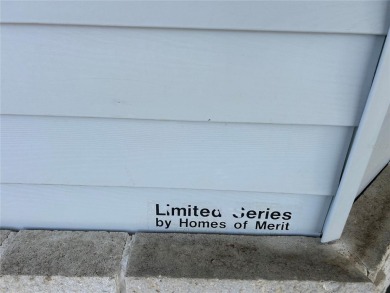 Limited Series
by Homes of Merit